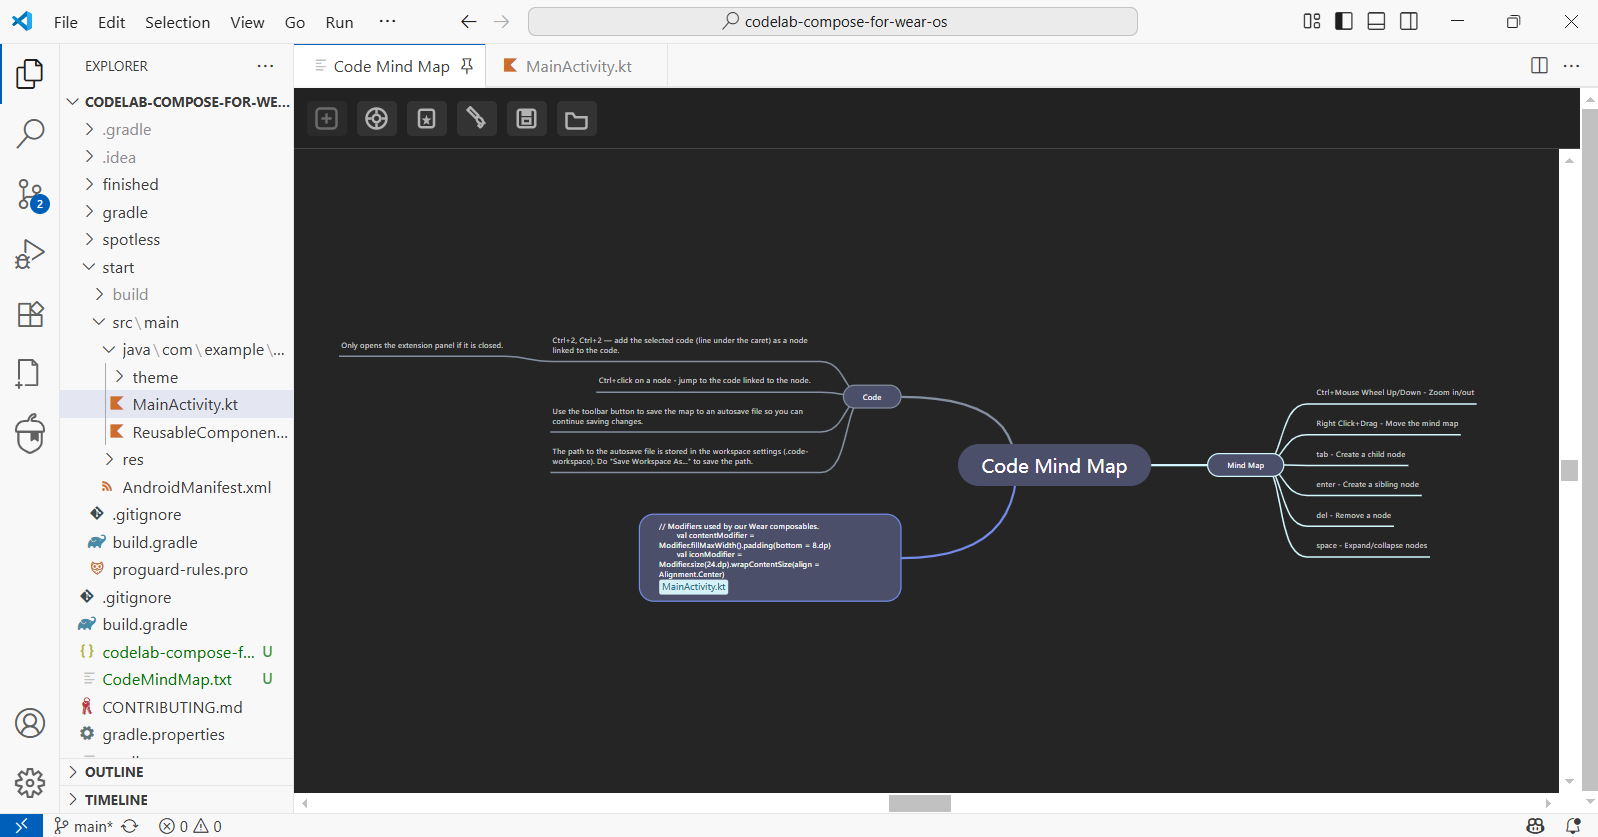 File Edit Selection View Go Run ···
codelab-compose-for-wear-os
EXPLORER
Code Mind Map
MainActivity.kt
CODELAB-COMPOSE-FOR-WE...
.gradle
.idea
finished
gradle
spotless
start
build
src\main
java\com\example\...
theme
MainActivity.kt
ReusableComponen...
res
AndroidManifest.xml
.gitignore
build.gradle
proguard-rules.pro
.gitignore
build.gradle
codelab-compose-f... U
CodeMindMap.txt U
CONTRIBUTING.md
gradle.properties
OUTLINE
TIMELINE
2
Only opens the extension panel if it is closed.
Ctrl+2, Ctrl+2 — add the selected code (line under the caret) as a node
linked to the code.
Ctrl+click on a node - jump to the code linked to the node.
Use the toolbar button to save the map to an autosave file so you can
continue saving changes.
The path to the autosave file is stored in the workspace settings (.code-
workspace). Do "Save Workspace As..." to save the path.
Code
Code Mind Map
Mind Map
Ctrl+Mouse Wheel Up/Down - Zoom in/out
Right Click+Drag - Move the mind map
tab - Create a child node
enter - Create a sibling node
del - Remove a node
space - Expand/collapse nodes
// Modifiers used by our Wear composables.
val contentModifier =
Modifier.fillMaxWidth().padding(bottom = 8.dp)
val iconModifier =
Modifier.size(24.dp).wrapContentSize(align =
Alignment.Center)
MainActivity.kt
main* 0 0